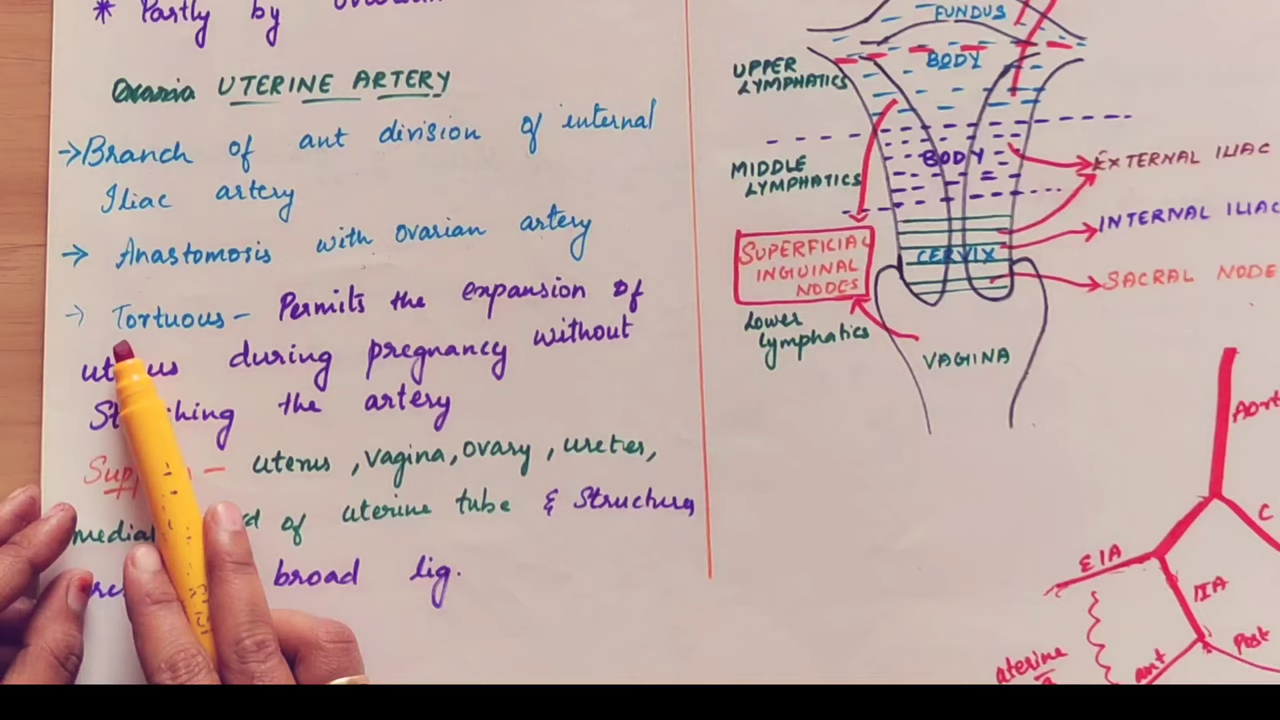 * Partly by
UTERINE ARTERY
→ Branch of ant division of internal
Iliac artery
→ Anastomosis with ovarian artery
→ Tortuous - Permits the expansion of
during pregnancy without
the artery
- uterus, vagina, ovary, ureter,
medial of uterine tube & Structures
broad lig.
FUNDUS
BODY
UPPER
LYMPHATICS
MIDDLE
LYMPHATICS
BODY
EXTERNAL ILIAC
INTERNAL ILIAC
SUPERFICIAL
INGUINAL
NODES
CERVIX
SACRAL NODE
Lower
lymphatics
VAGINA
Aort
C
EIA
IIA
Post
uterine
a
ant